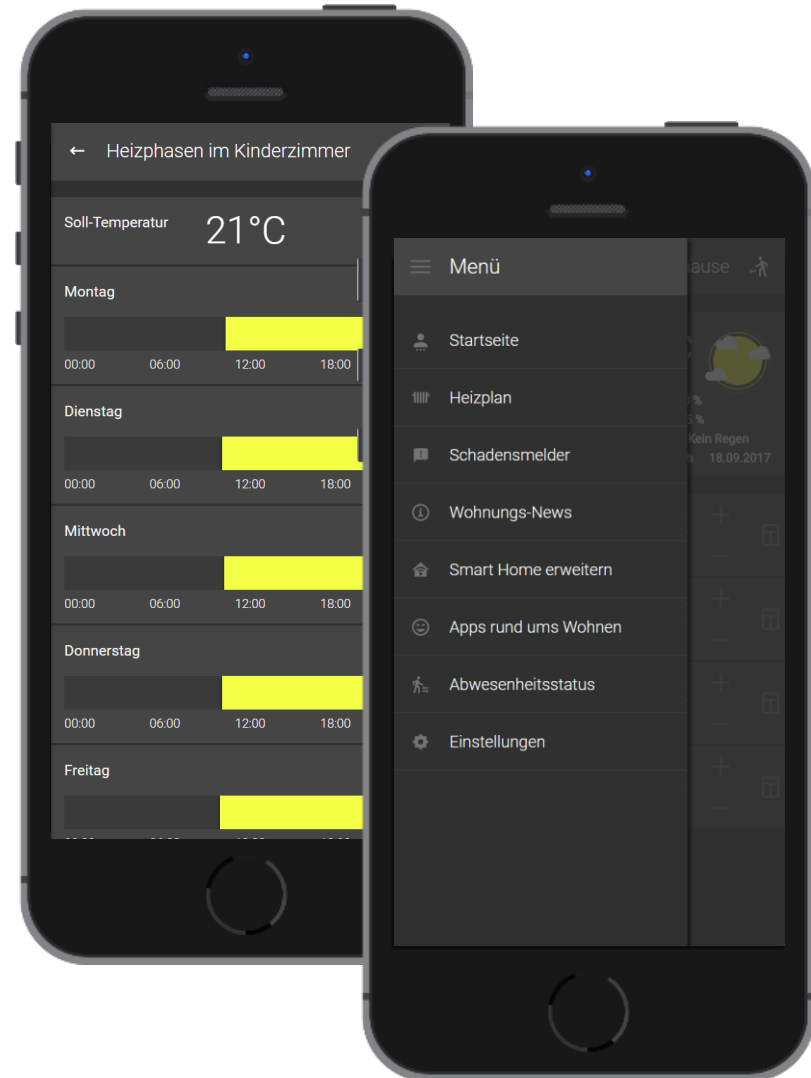 ← Heizphasen im Kinderzimmer
Soll-Temperatur 21°C
Montag
00:00 06:00 12:00 18:00
Dienstag
00:00 06:00 12:00 18:00
Mittwoch
00:00 06:00 12:00 18:00
Donnerstag
00:00 06:00 12:00 18:00
Freitag
Menü
Startseite
Heizplan
Schadensmelder
Wohnungs-News
Smart Home erweitern
Apps rund ums Wohnen
Abwesenheitsstatus
Einstellungen
ause
%
%
Kein Regen
18.09.2017